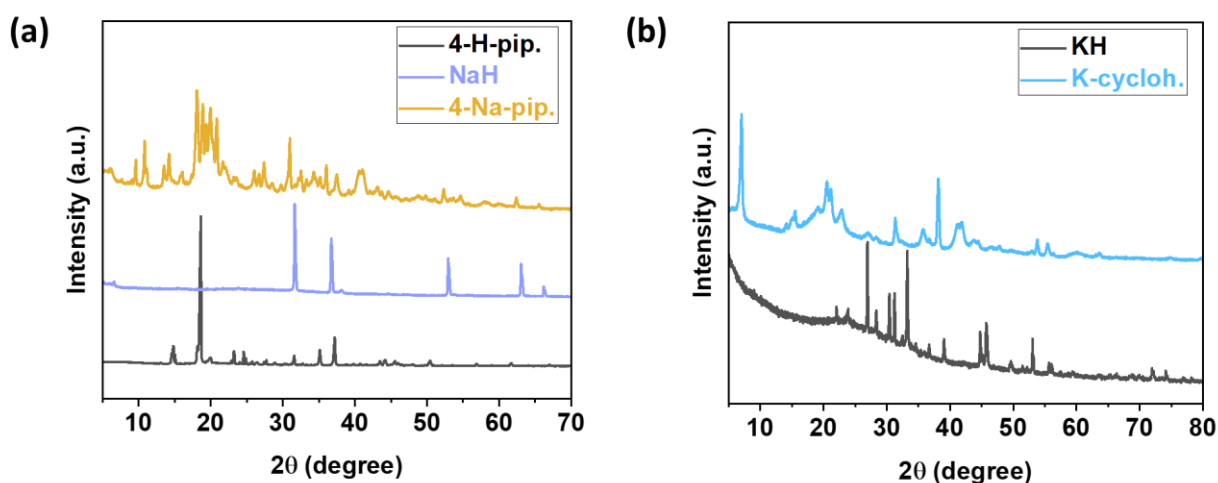 (a)
4-H-pip.
NaH
4-Na-pip.
Intensity (a.u.)
10 20 30 40 50 60 70
2θ (degree)
(b)
KH
K-cycloh.
Intensity (a.u.)
10 20 30 40 50 60 70 80
2θ (degree)